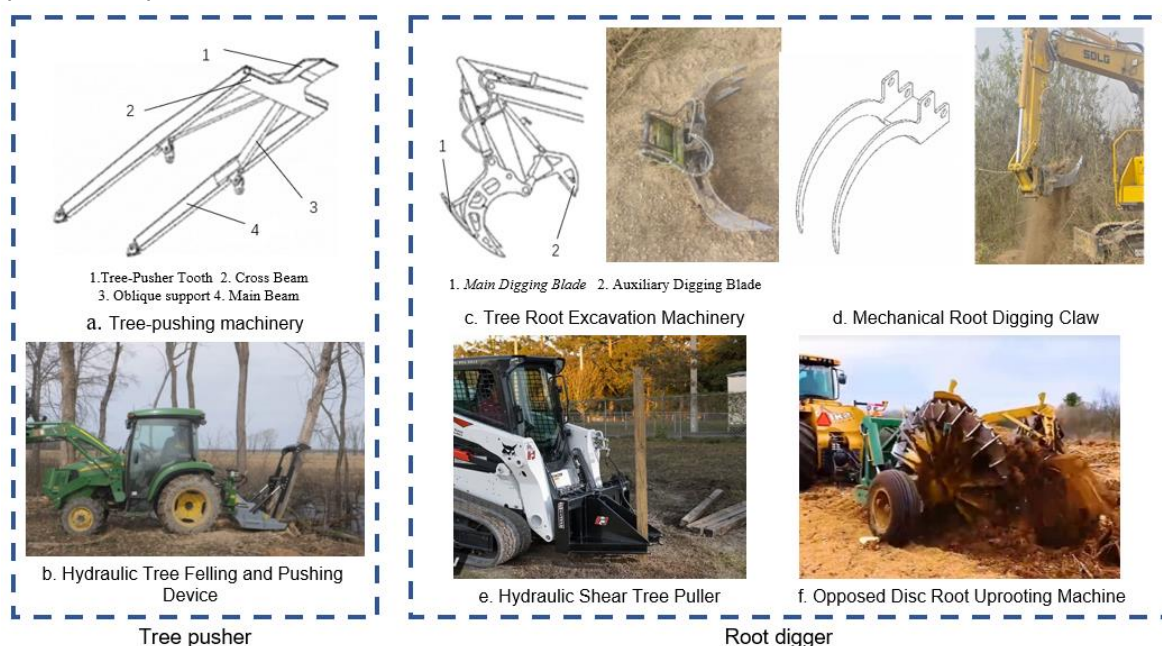 1
2
3
4
1.Tree-Pusher Tooth 2. Cross Beam
3. Oblique support 4. Main Beam
a. Tree-pushing machinery
b. Hydraulic Tree Felling and Pushing
Device
Tree pusher
1
2
1. Main Digging Blade 2. Auxiliary Digging Blade
c. Tree Root Excavation Machinery
SDLG
d. Mechanical Root Digging Claw
e. Hydraulic Shear Tree Puller
f. Opposed Disc Root Uprooting Machine
Root digger